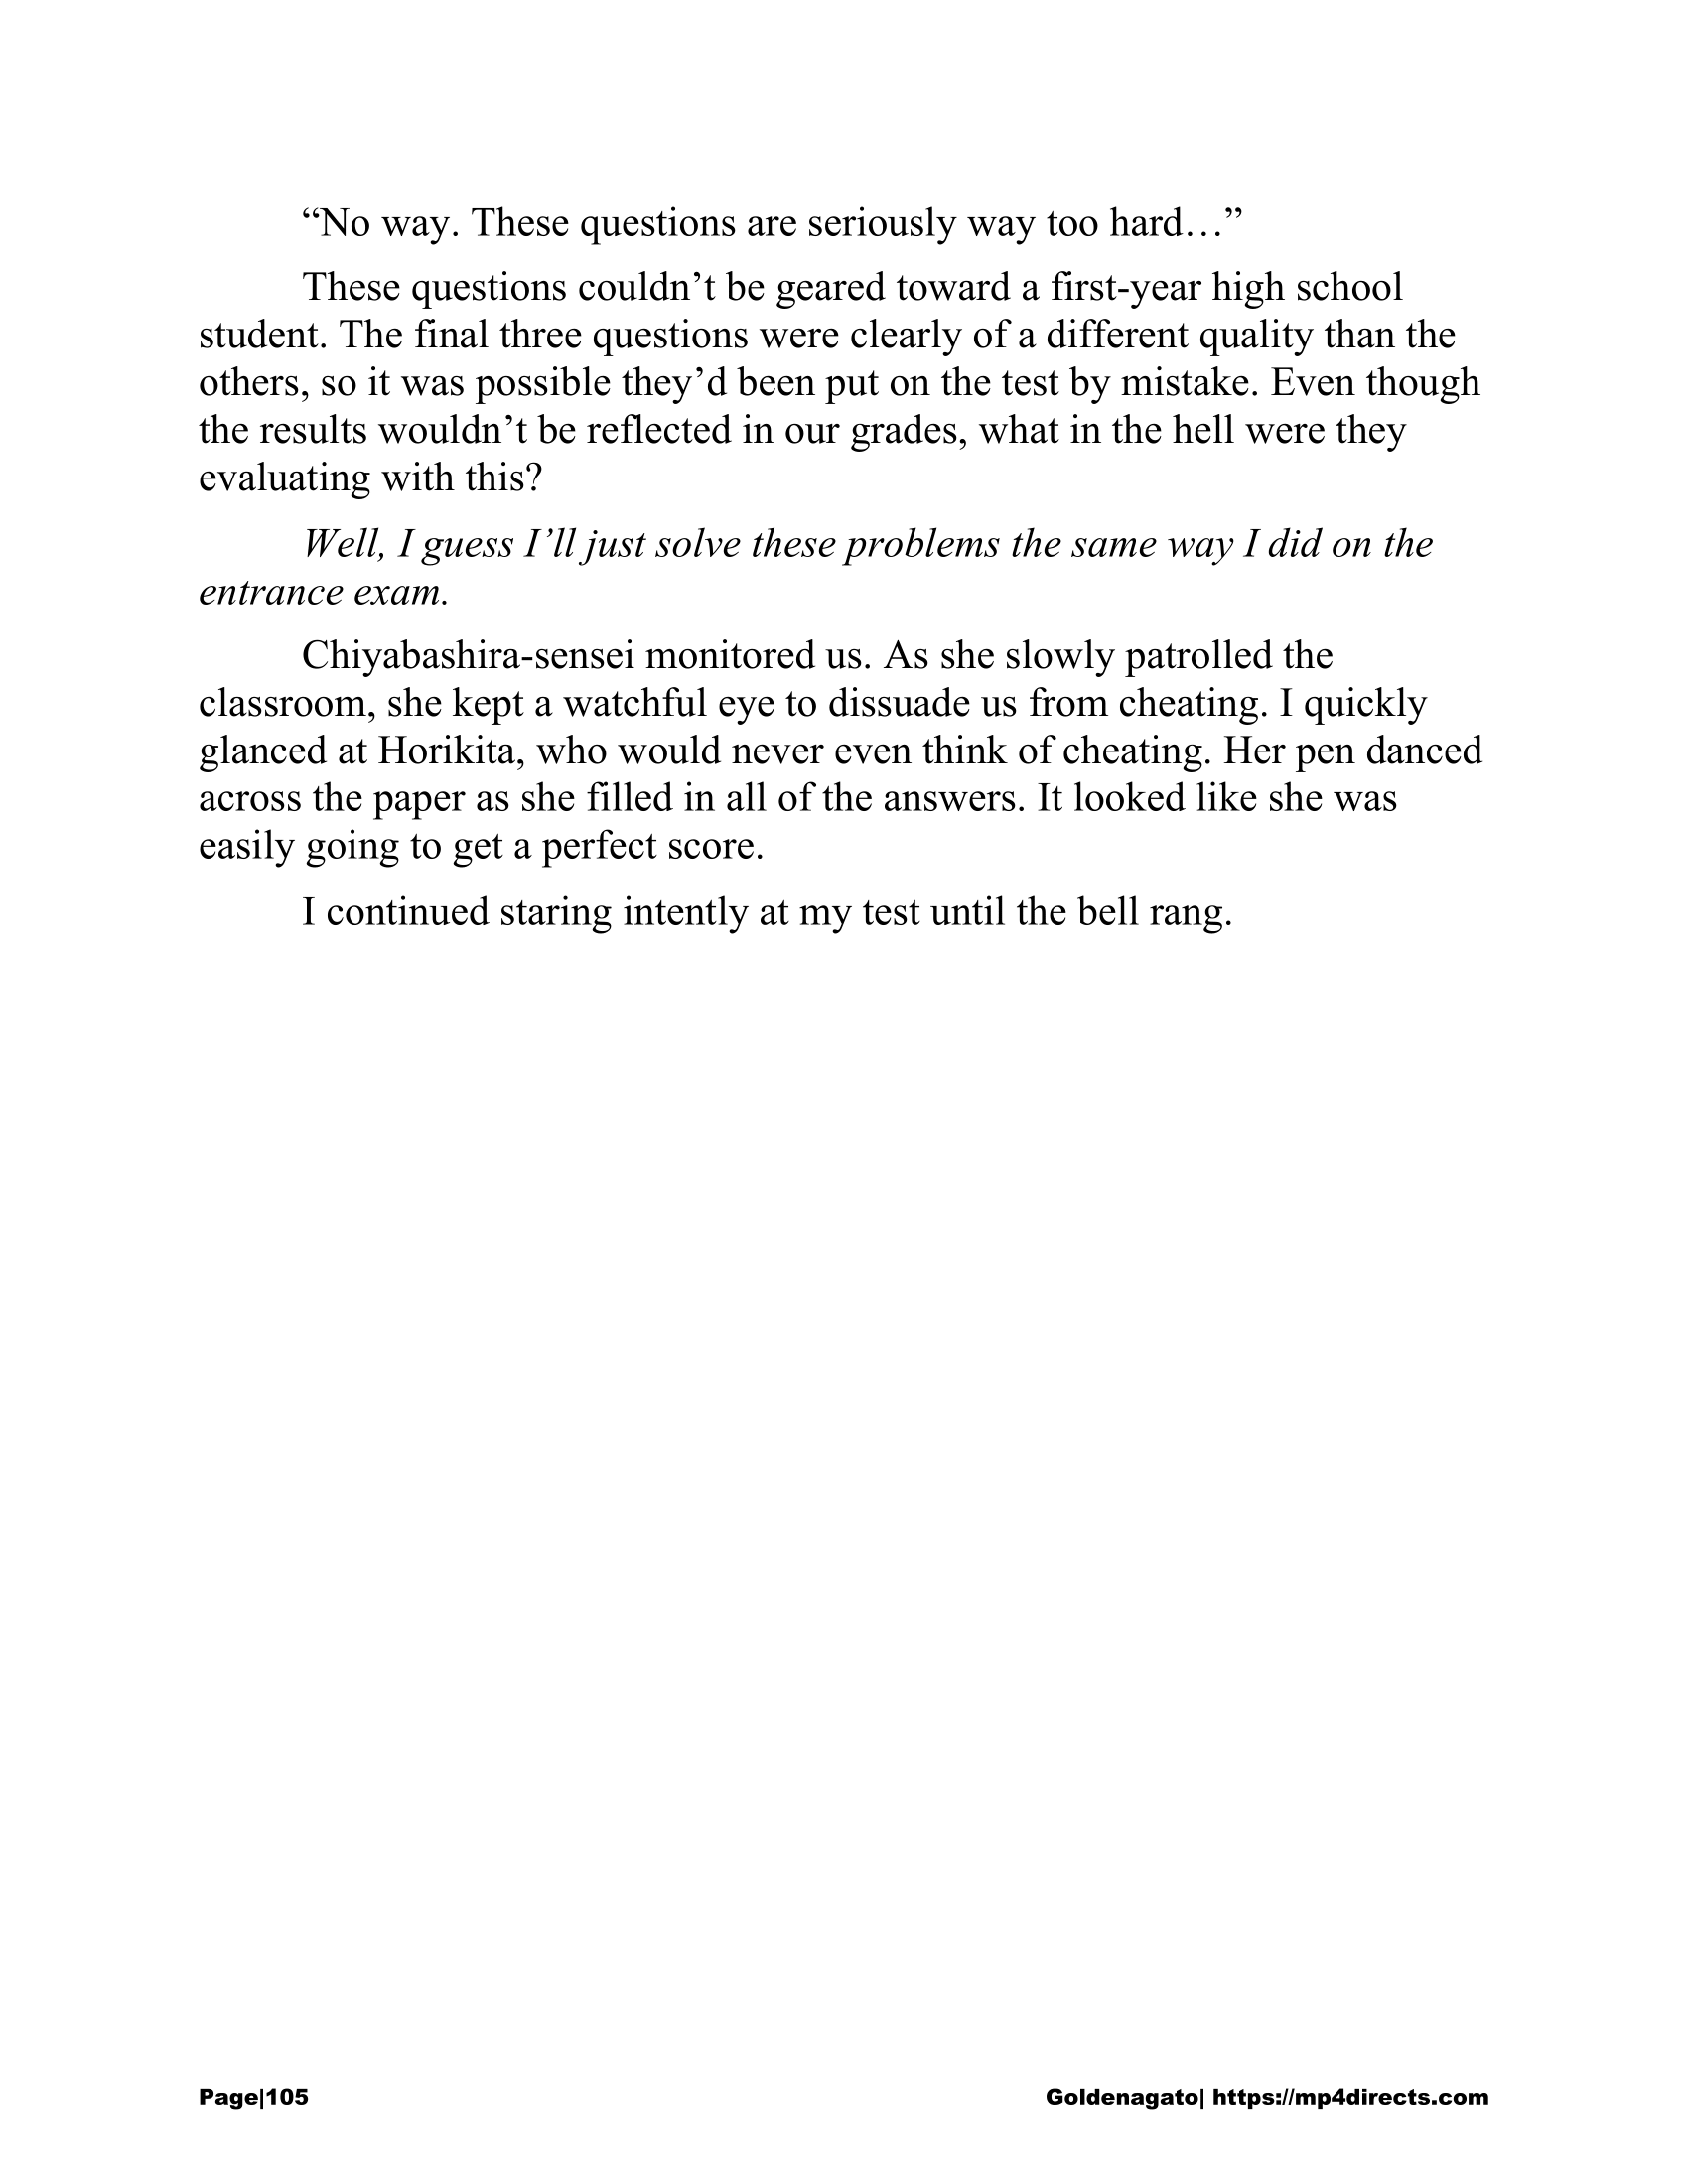 “No way. These questions are seriously way too hard…”
These questions couldn’t be geared toward a first-year high school
student. The final three questions were clearly of a different quality than the
others, so it was possible they’d been put on the test by mistake. Even though
the results wouldn’t be reflected in our grades, what in the hell were they
evaluating with this?
Well, I guess I’ll just solve these problems the same way I did on the
entrance exam.
Chiyabashira-sensei monitored us. As she slowly patrolled the
classroom, she kept a watchful eye to dissuade us from cheating. I quickly
glanced at Horikita, who would never even think of cheating. Her pen danced
across the paper as she filled in all of the answers. It looked like she was
easily going to get a perfect score.
I continued staring intently at my test until the bell rang.
Page|105 Goldenagato| https://mp4directs.com